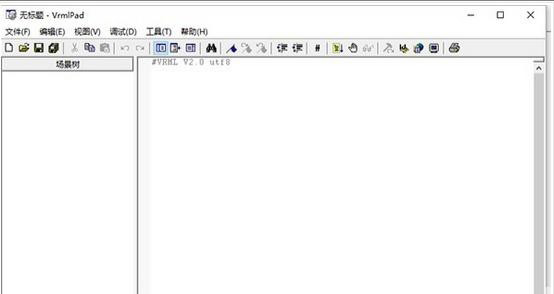 无标题 - VrmlPad
文件(F) 编辑(E) 视图(V) 调试(D) 工具(T) 帮助(H)
#
场景树
#VRML V2.0 utf8